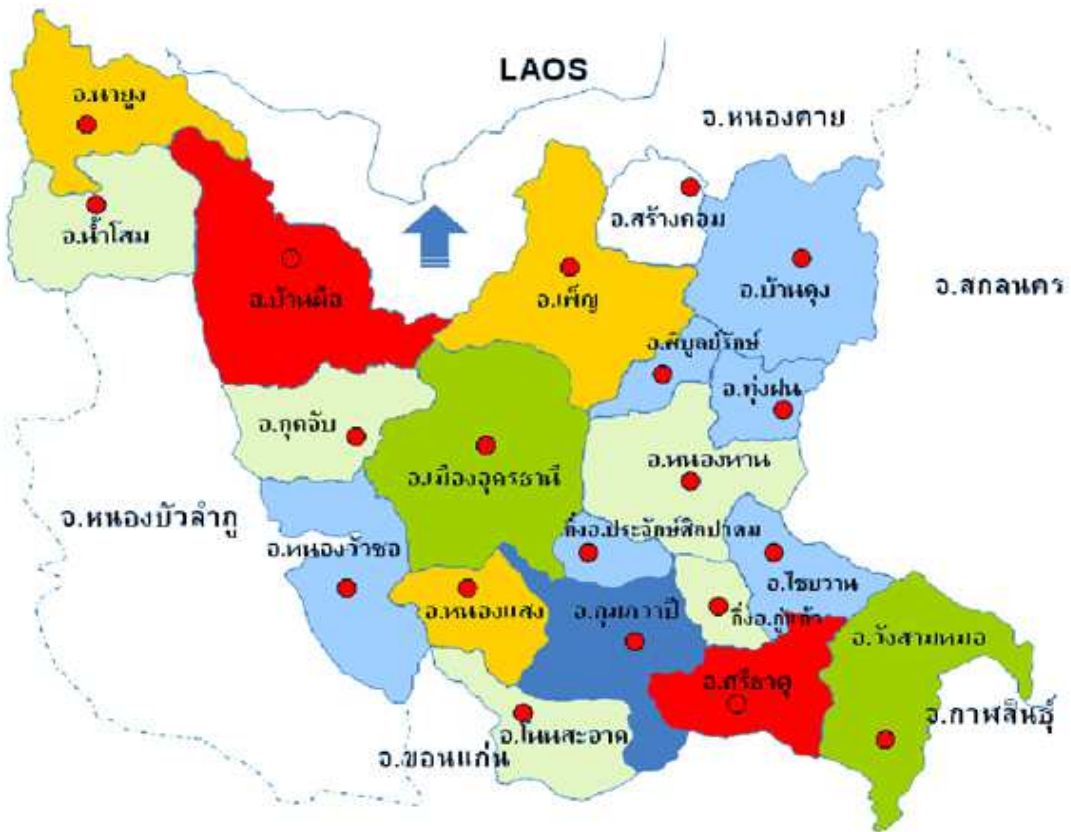 LAOS
อ.นายูง
จ.หนองคาย
อ.น้ำโสม
อ.สร้างคอม
อ.บ้านผือ
อ.เพ็ญ
อ.บ้านดุง
จ.สกลนคร
อ.พิบูลย์รักษ์
อ.ทุ่งฝน
อ.กุดจับ
อ.หนองหาน
อ.เมืองอุดรธานี
จ.หนองบัวลำภู
กิ่งอ.ประจักษ์ศิลปาคม
อ.หนองวัวซอ
อ.ไชยวาน
อ.หนองแสง
อ.กุมภวาปี
กิ่งอ.กู่แก้ว
อ.วังสามหมอ
อ.ศรีธาตุ
จ.กาฬสินธุ์
อ.โนนสะอาด
จ.ขอนแก่น